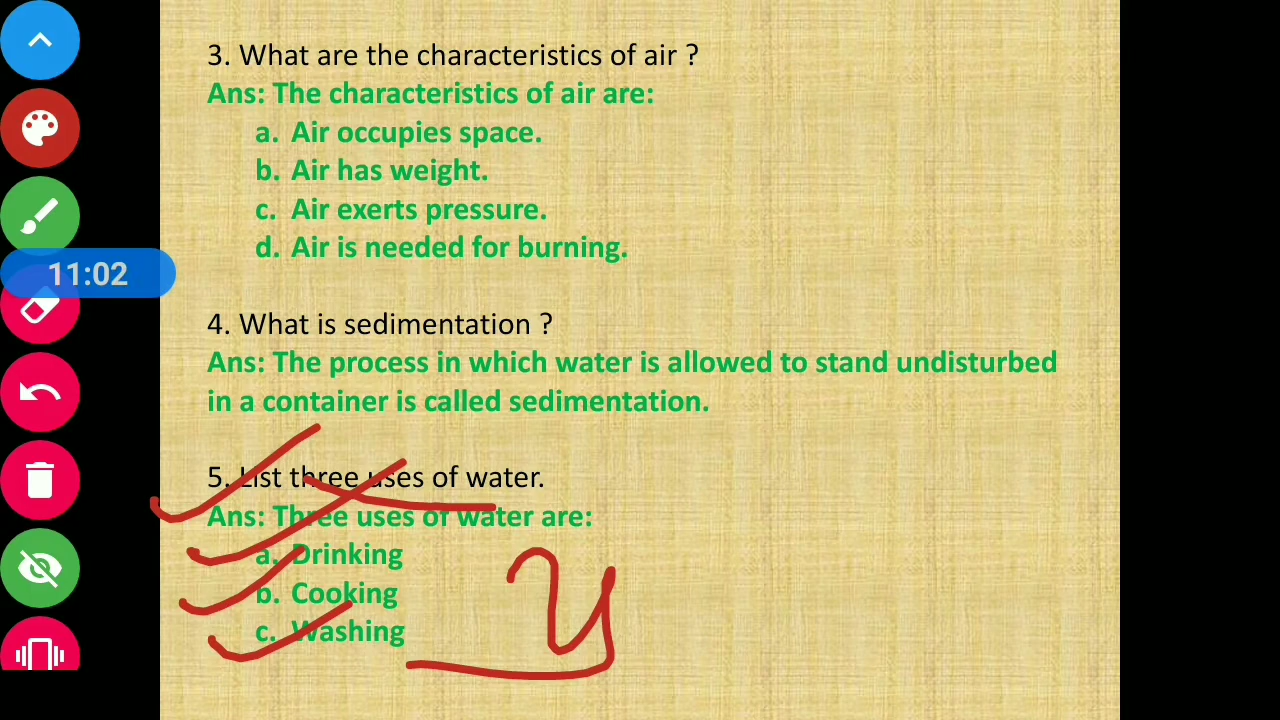 3. What are the characteristics of air ?
Ans: The characteristics of air are:
a. Air occupies space.
b. Air has weight.
c. Air exerts pressure.
d. Air is needed for burning.
11:02
4. What is sedimentation ?
Ans: The process in which water is allowed to stand undisturbed
in a container is called sedimentation.
5. List three uses of water.
Ans: Three uses of water are:
a. Drinking
b. Cooking
c. Washing